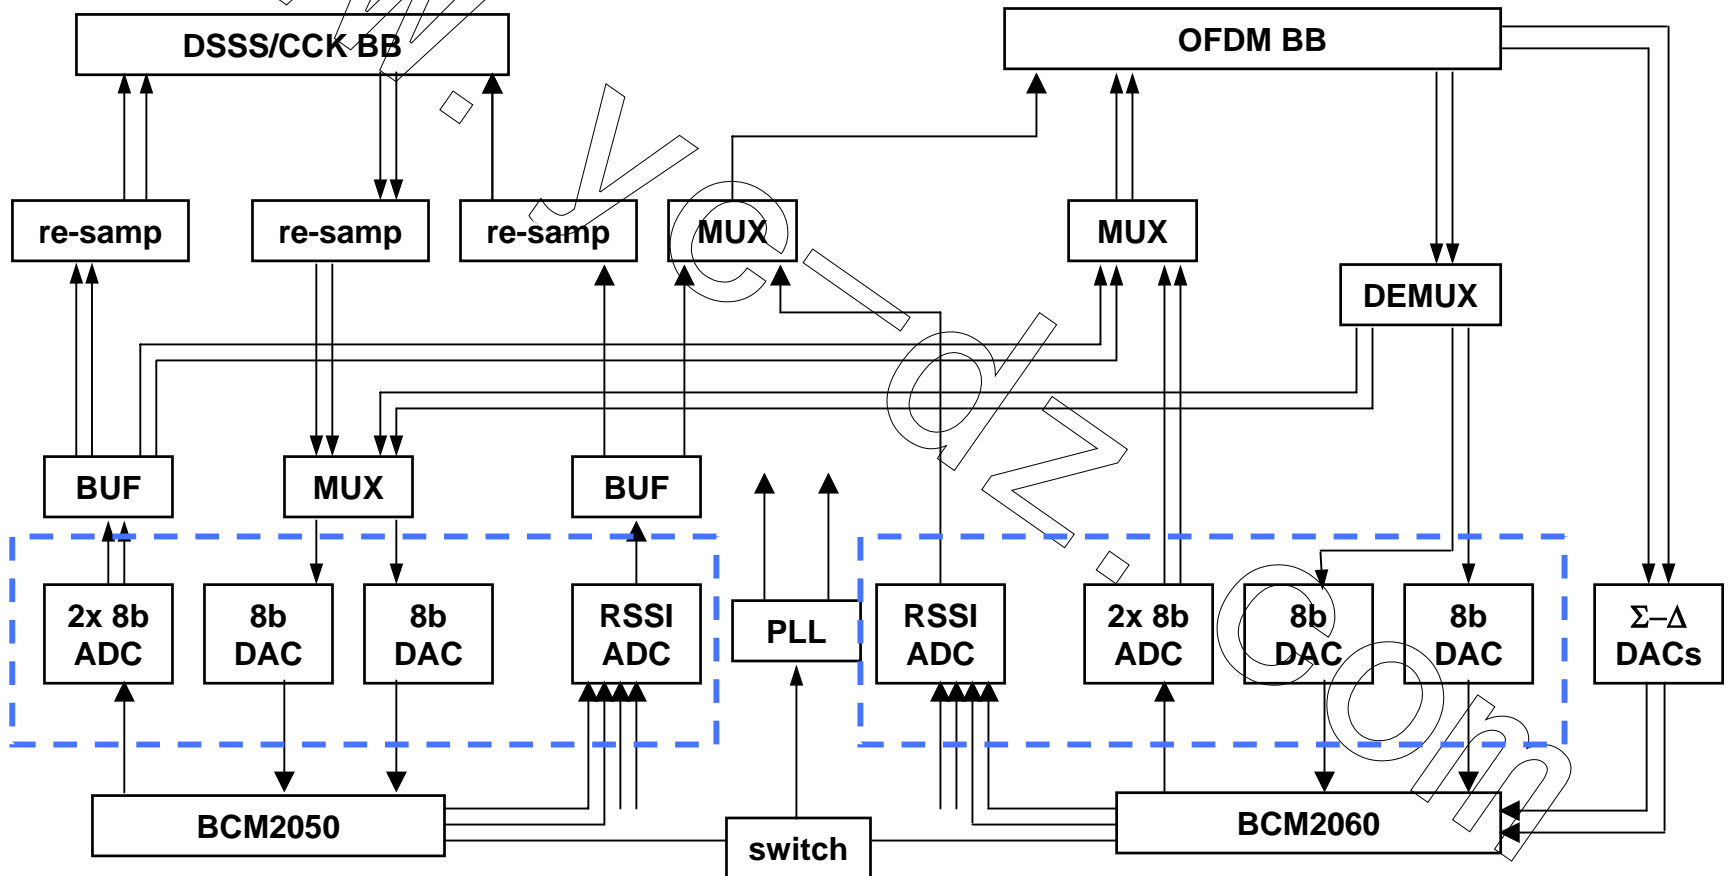 DSSS/CCK BB
OFDM BB
re-samp
re-samp
re-samp
MUX
MUX
DEMUX
BUF
MUX
BUF
2x 8b
ADC
8b
DAC
8b
DAC
RSSI
ADC
PLL
RSSI
ADC
2x 8b
ADC
8b
DAC
8b
DAC
Σ–Δ
DACs
BCM2050
switch
BCM2060
w.vcldz.com